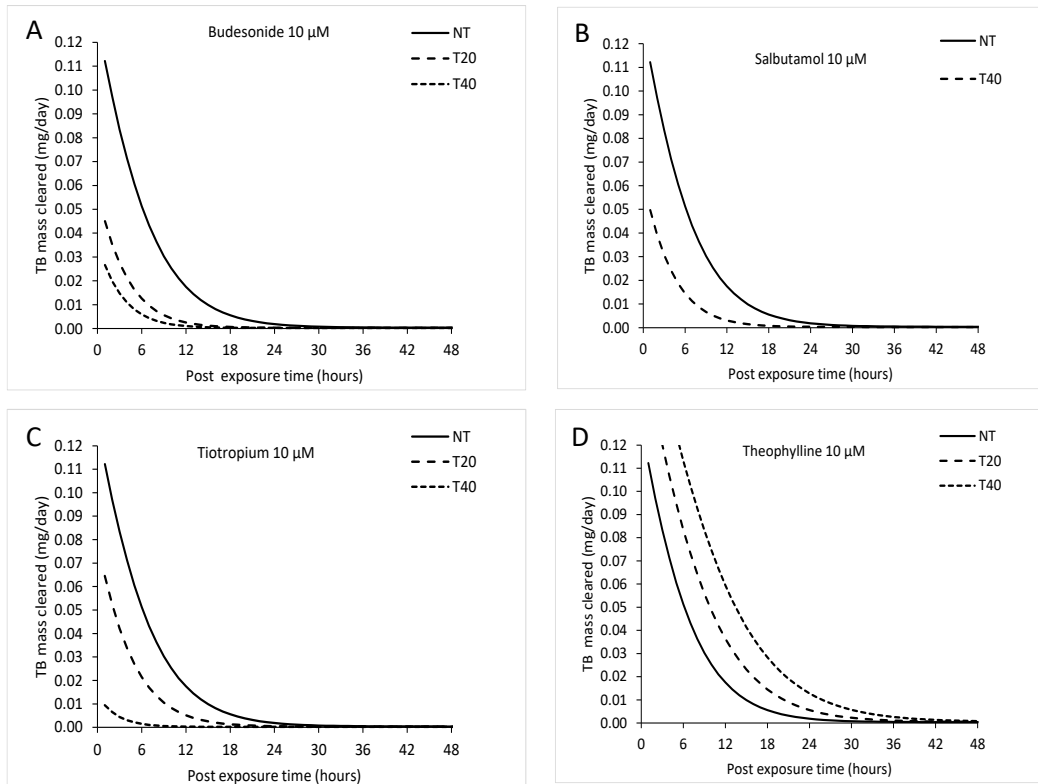 A
Budesonide 10 µM
NT
T20
T40
TB mass cleared (mg/day)
0.12
0.11
0.10
0.09
0.08
0.07
0.06
0.05
0.04
0.03
0.02
0.01
0.00
0 6 12 18 24 30 36 42 48
Post exposure time (hours)
B
Salbutamol 10 µM
NT
T40
TB mass cleared (mg/day)
0.12
0.11
0.10
0.09
0.08
0.07
0.06
0.05
0.04
0.03
0.02
0.01
0.00
0 6 12 18 24 30 36 42 48
Post exposure time (hours)
C
Tiotropium 10 µM
NT
T20
T40
TB mass cleared (mg/day)
0.12
0.11
0.10
0.09
0.08
0.07
0.06
0.05
0.04
0.03
0.02
0.01
0.00
0 6 12 18 24 30 36 42 48
Post exposure time (hours)
D
Theophylline 10 µM
NT
T20
T40
TB mass cleared (mg/day)
0.12
0.11
0.10
0.09
0.08
0.07
0.06
0.05
0.04
0.03
0.02
0.01
0.00
0 6 12 18 24 30 36 42 48
Post exposure time (hours)